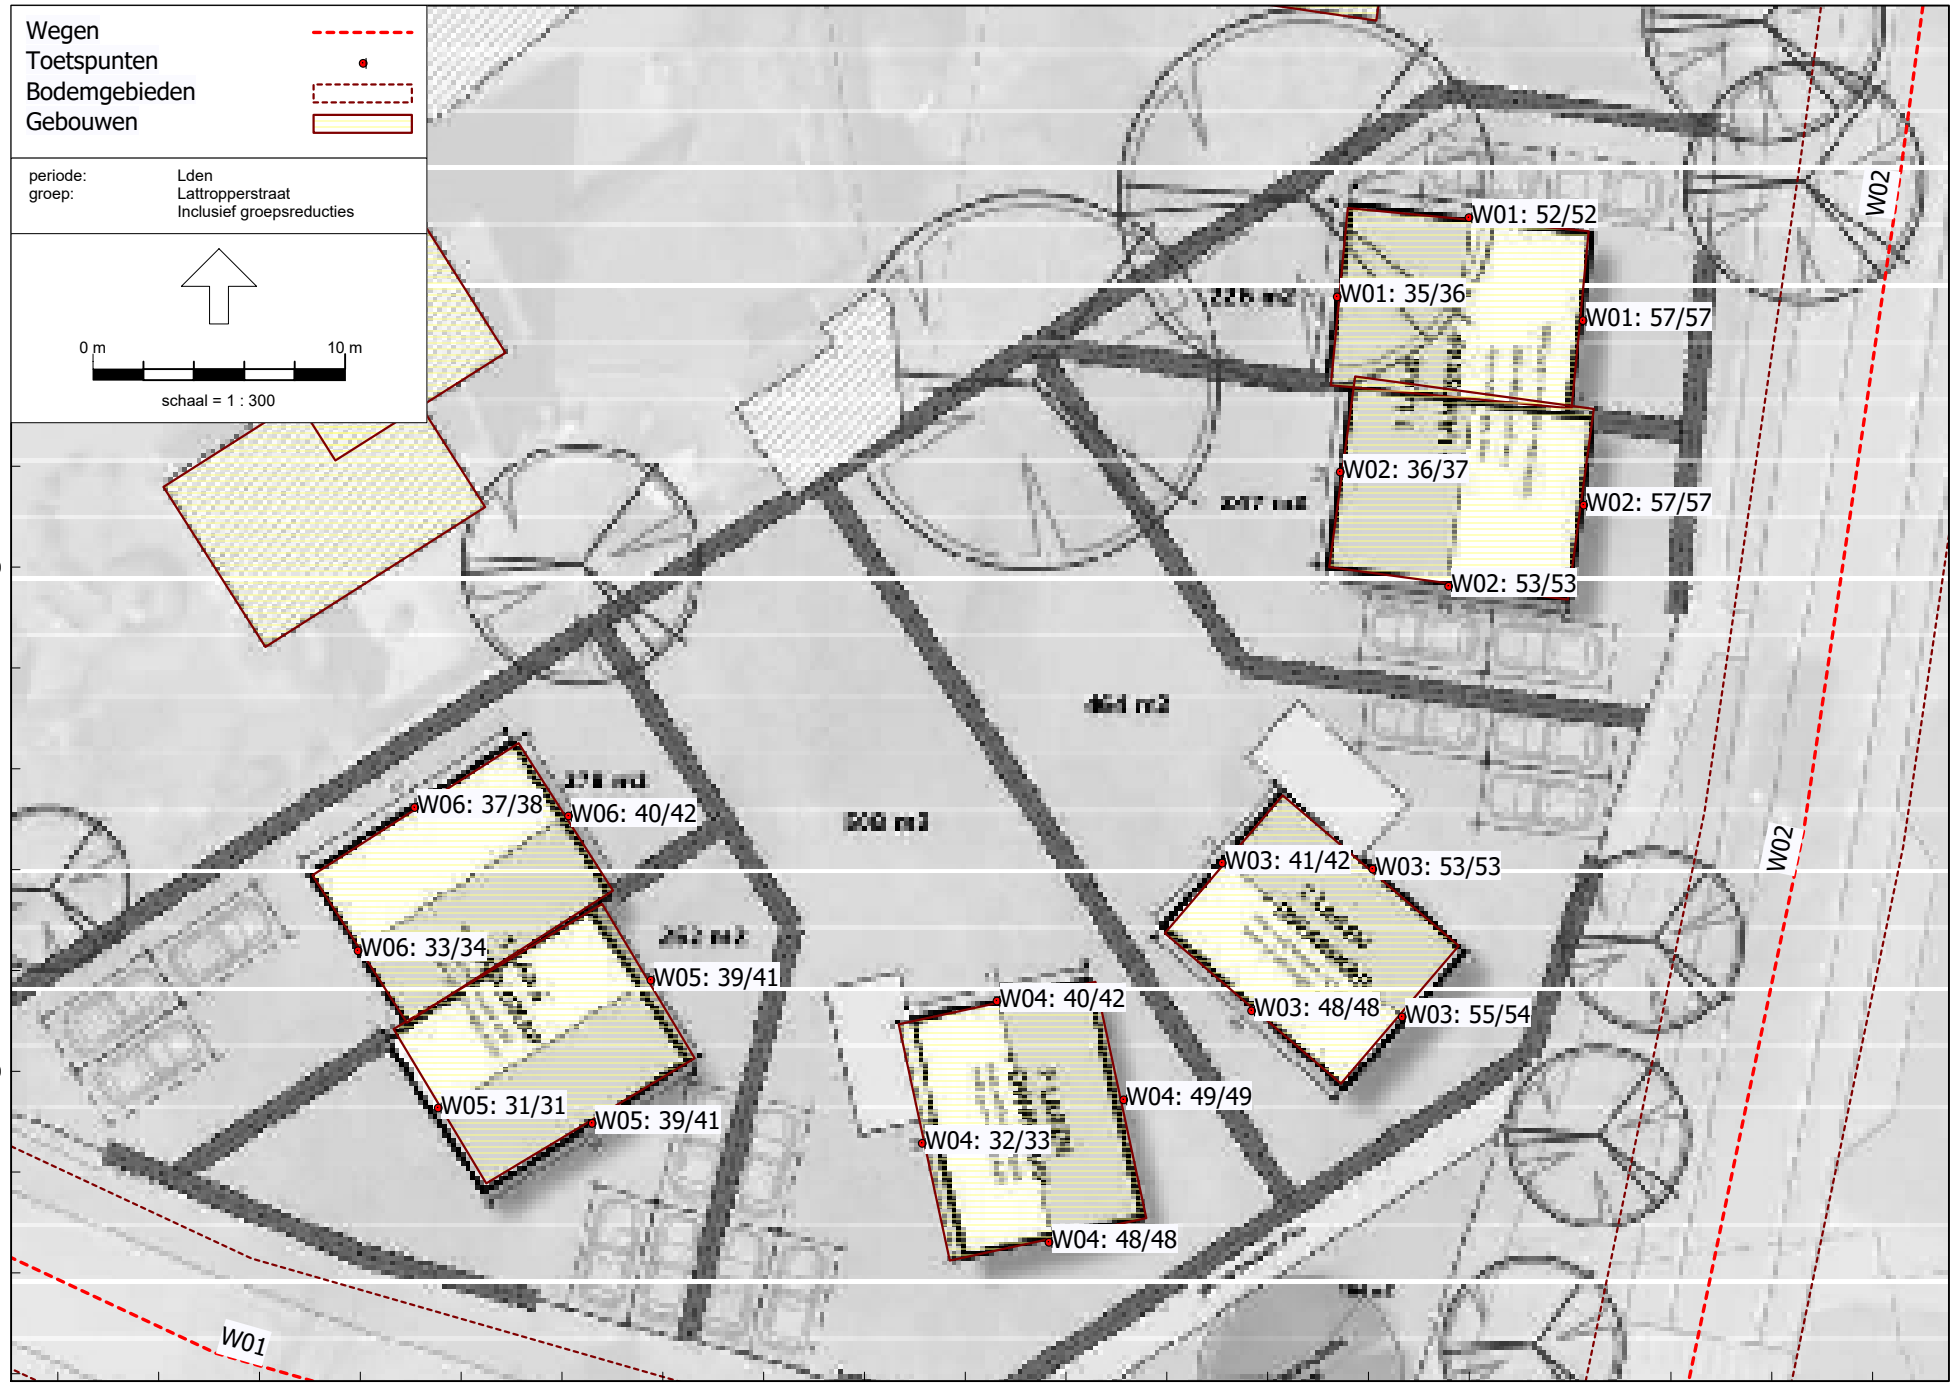 Wegen
Toetspunten
Bodemgebieden
Gebouwen
periode: Lden
groep: Lattropperstraat
Inclusief groepsreducties
0 m 10 m
schaal = 1 : 300
W02
W01: 52/52
W01: 35/36
W01: 57/57
W02: 36/37
W02: 57/57
W02: 53/53
464 m2
W06: 37/38
W06: 40/42
W02
W03: 41/42
W03: 53/53
W06: 33/34
262 m2
W05: 39/41
W04: 40/42
W03: 48/48
W03: 55/54
W05: 31/31
W05: 39/41
W04: 49/49
W04: 32/33
W04: 48/48
W01